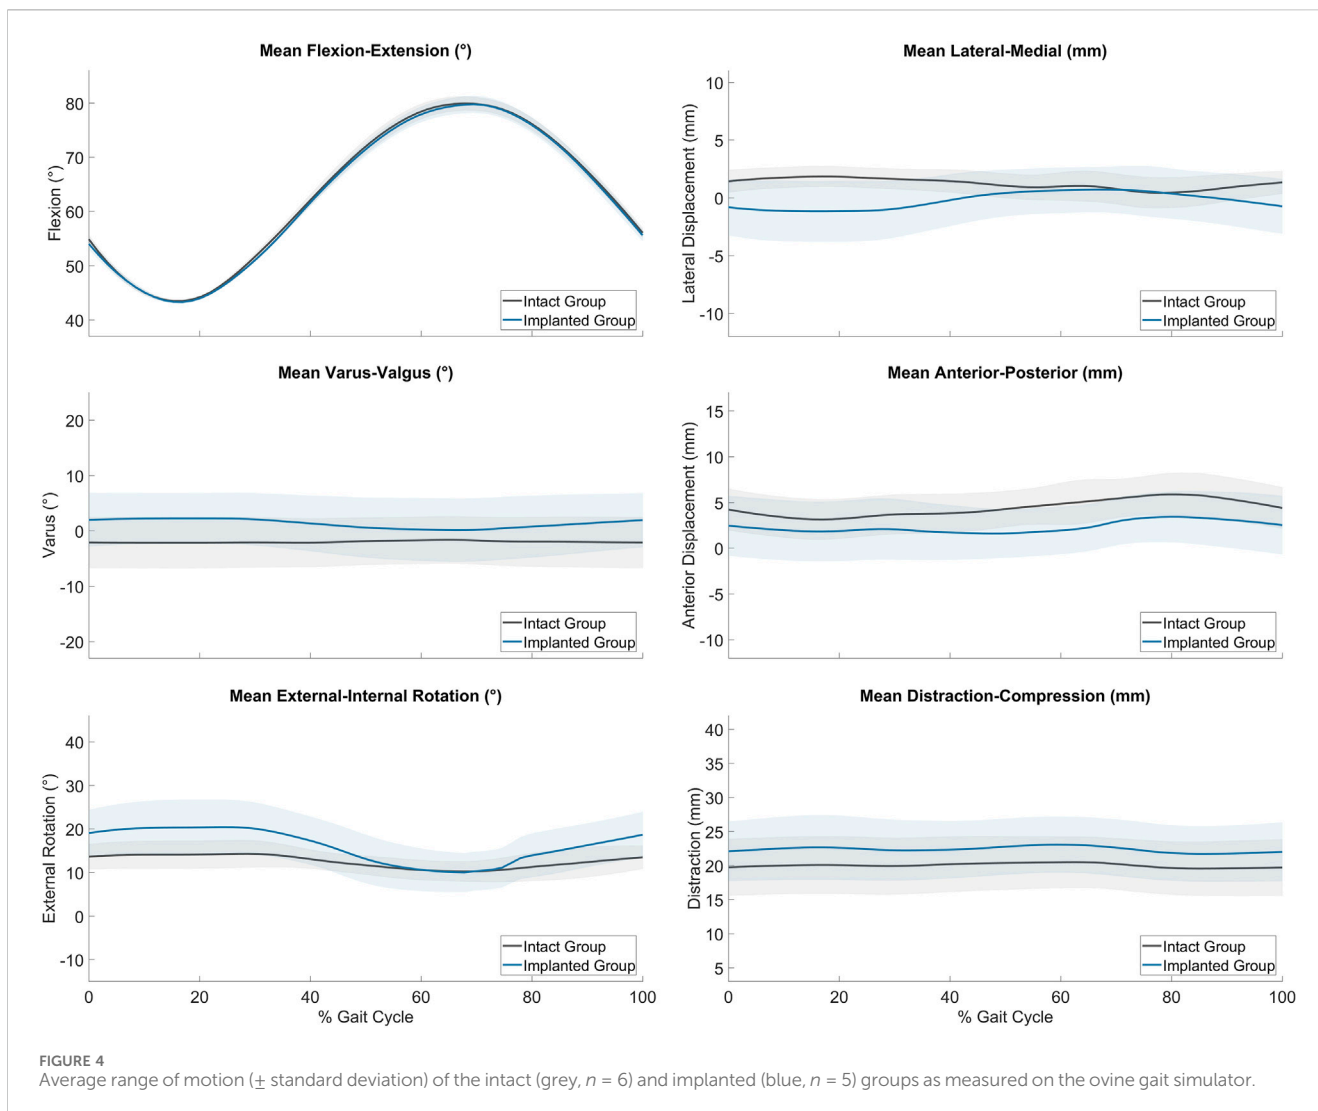 Mean Flexion-Extension (°)
Flexion (°)
80
70
60
50
40
Intact Group
Implanted Group
Mean Lateral-Medial (mm)
Lateral Displacement (mm)
10
5
0
-5
-10
Intact Group
Implanted Group
Mean Varus-Valgus (°)
Varus (°)
20
10
0
-10
-20
Intact Group
Implanted Group
Mean Anterior-Posterior (mm)
Anterior Displacement (mm)
15
10
5
0
-5
-10
Intact Group
Implanted Group
Mean External-Internal Rotation (°)
External Rotation (°)
40
30
20
10
0
-10
Intact Group
Implanted Group
0 20 40 60 80 100
% Gait Cycle
Mean Distraction-Compression (mm)
Distraction (mm)
40
35
30
25
20
15
10
5
Intact Group
Implanted Group
0 20 40 60 80 100
% Gait Cycle
FIGURE 4
Average range of motion (± standard deviation) of the intact (grey, n = 6) and implanted (blue, n = 5) groups as measured on the ovine gait simulator.